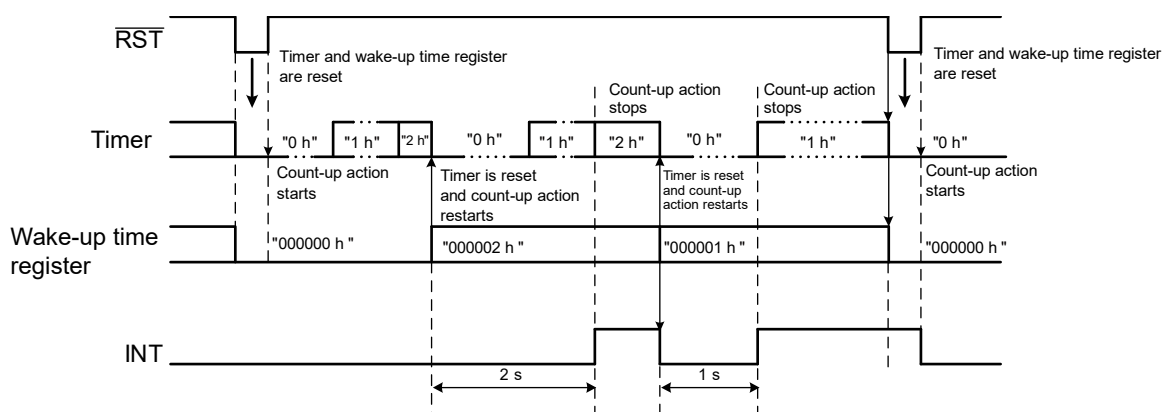 RST
Timer and wake-up time register
are reset
Timer and wake-up time register
are reset
Count-up action
stops
Count-up action
stops
Timer
"0 h"
"1 h"
"2 h"
"0 h"
"1 h"
"2 h"
"0 h"
"1 h"
"0 h"
Count-up action
starts
Timer is reset
and count-up action
restarts
Timer is reset
and count-up
action restarts
Count-up action
starts
Wake-up time
register
"000000 h "
"000002 h "
"000001 h "
"000000 h "
INT
2 s
1 s